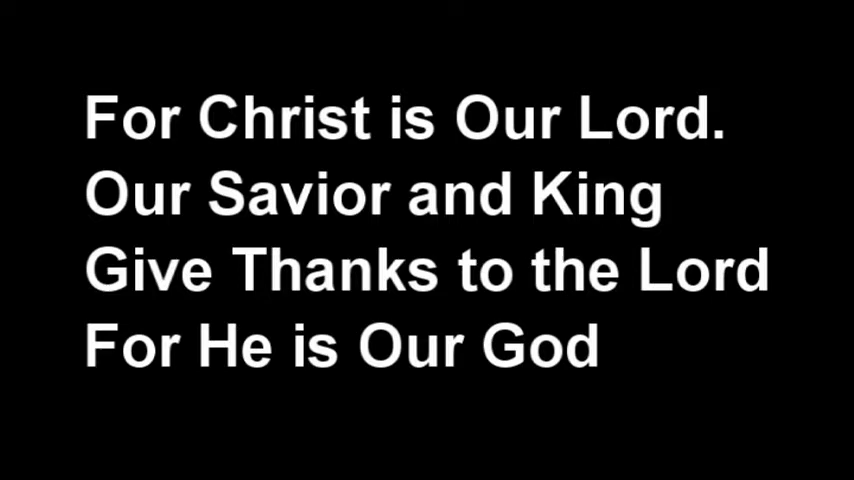 For Christ is Our Lord.
Our Savior and King
Give Thanks to the Lord
For He is Our God